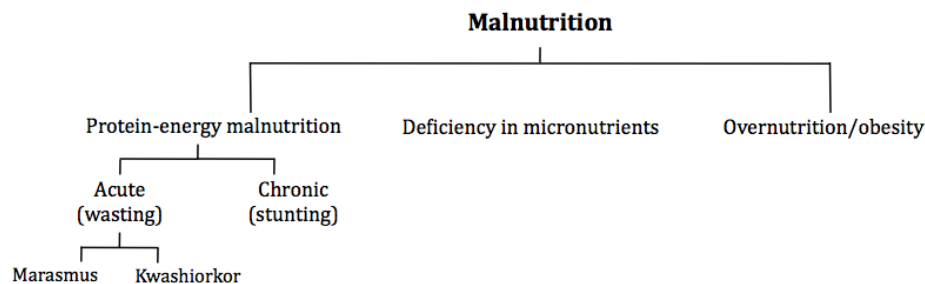 Malnutrition
Protein-energy malnutrition
Deficiency in micronutrients
Overnutrition/obesity
Acute
(wasting)
Chronic
(stunting)
Marasmus
Kwashiorkor